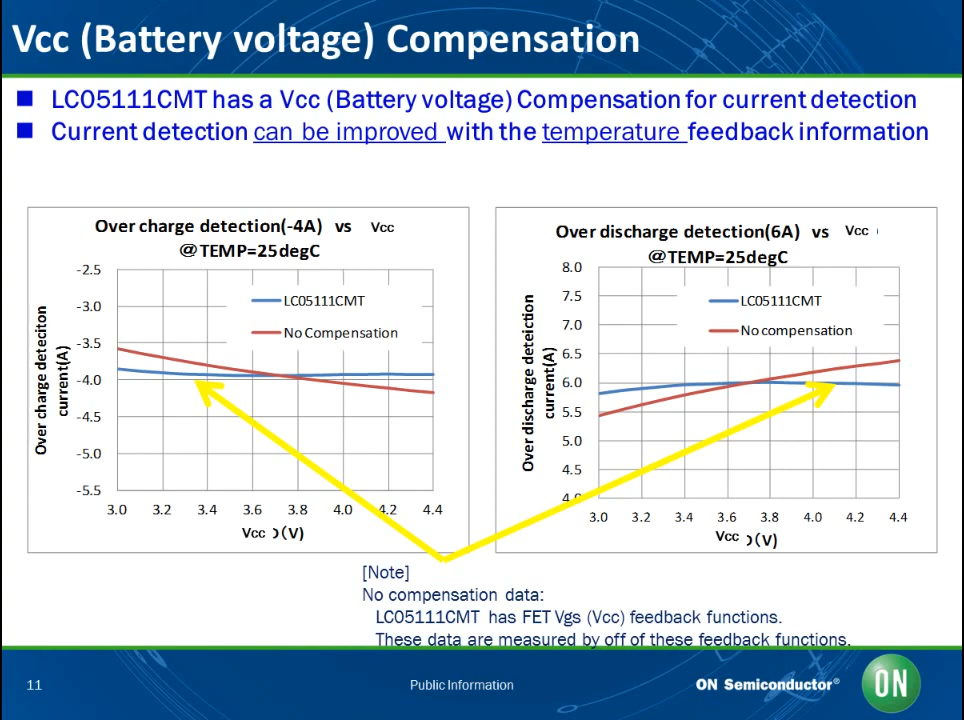 Vcc (Battery voltage) Compensation
LC05111CMT has a Vcc (Battery voltage) Compensation for current detection
Current detection can be improved with the temperature feedback information
Over charge detection(-4A) vs Vcc
@TEMP=25degC
-2.5
-3.0
-3.5
-4.0
-4.5
-5.0
-5.5
Over charge deteciton
current(A)
LC05111CMT
No Compensation
3.0 3.2 3.4 3.6 3.8 4.0 4.2 4.4
Vcc )(V)
Over discharge detection(6A) vs Vcc )
@TEMP=25degC
8.0
7.5
7.0
6.5
6.0
5.5
5.0
4.5
4.0
Over discharge deteiction
current(A)
LC05111CMT
No compensation
3.0 3.2 3.4 3.6 3.8 4.0 4.2 4.4
Vcc )(V)
[Note]
No compensation data:
LC05111CMT has FET Vgs (Vcc) feedback functions.
These data are measured by off of these feedback functions.
11
Public Information
ON Semiconductor®
ON